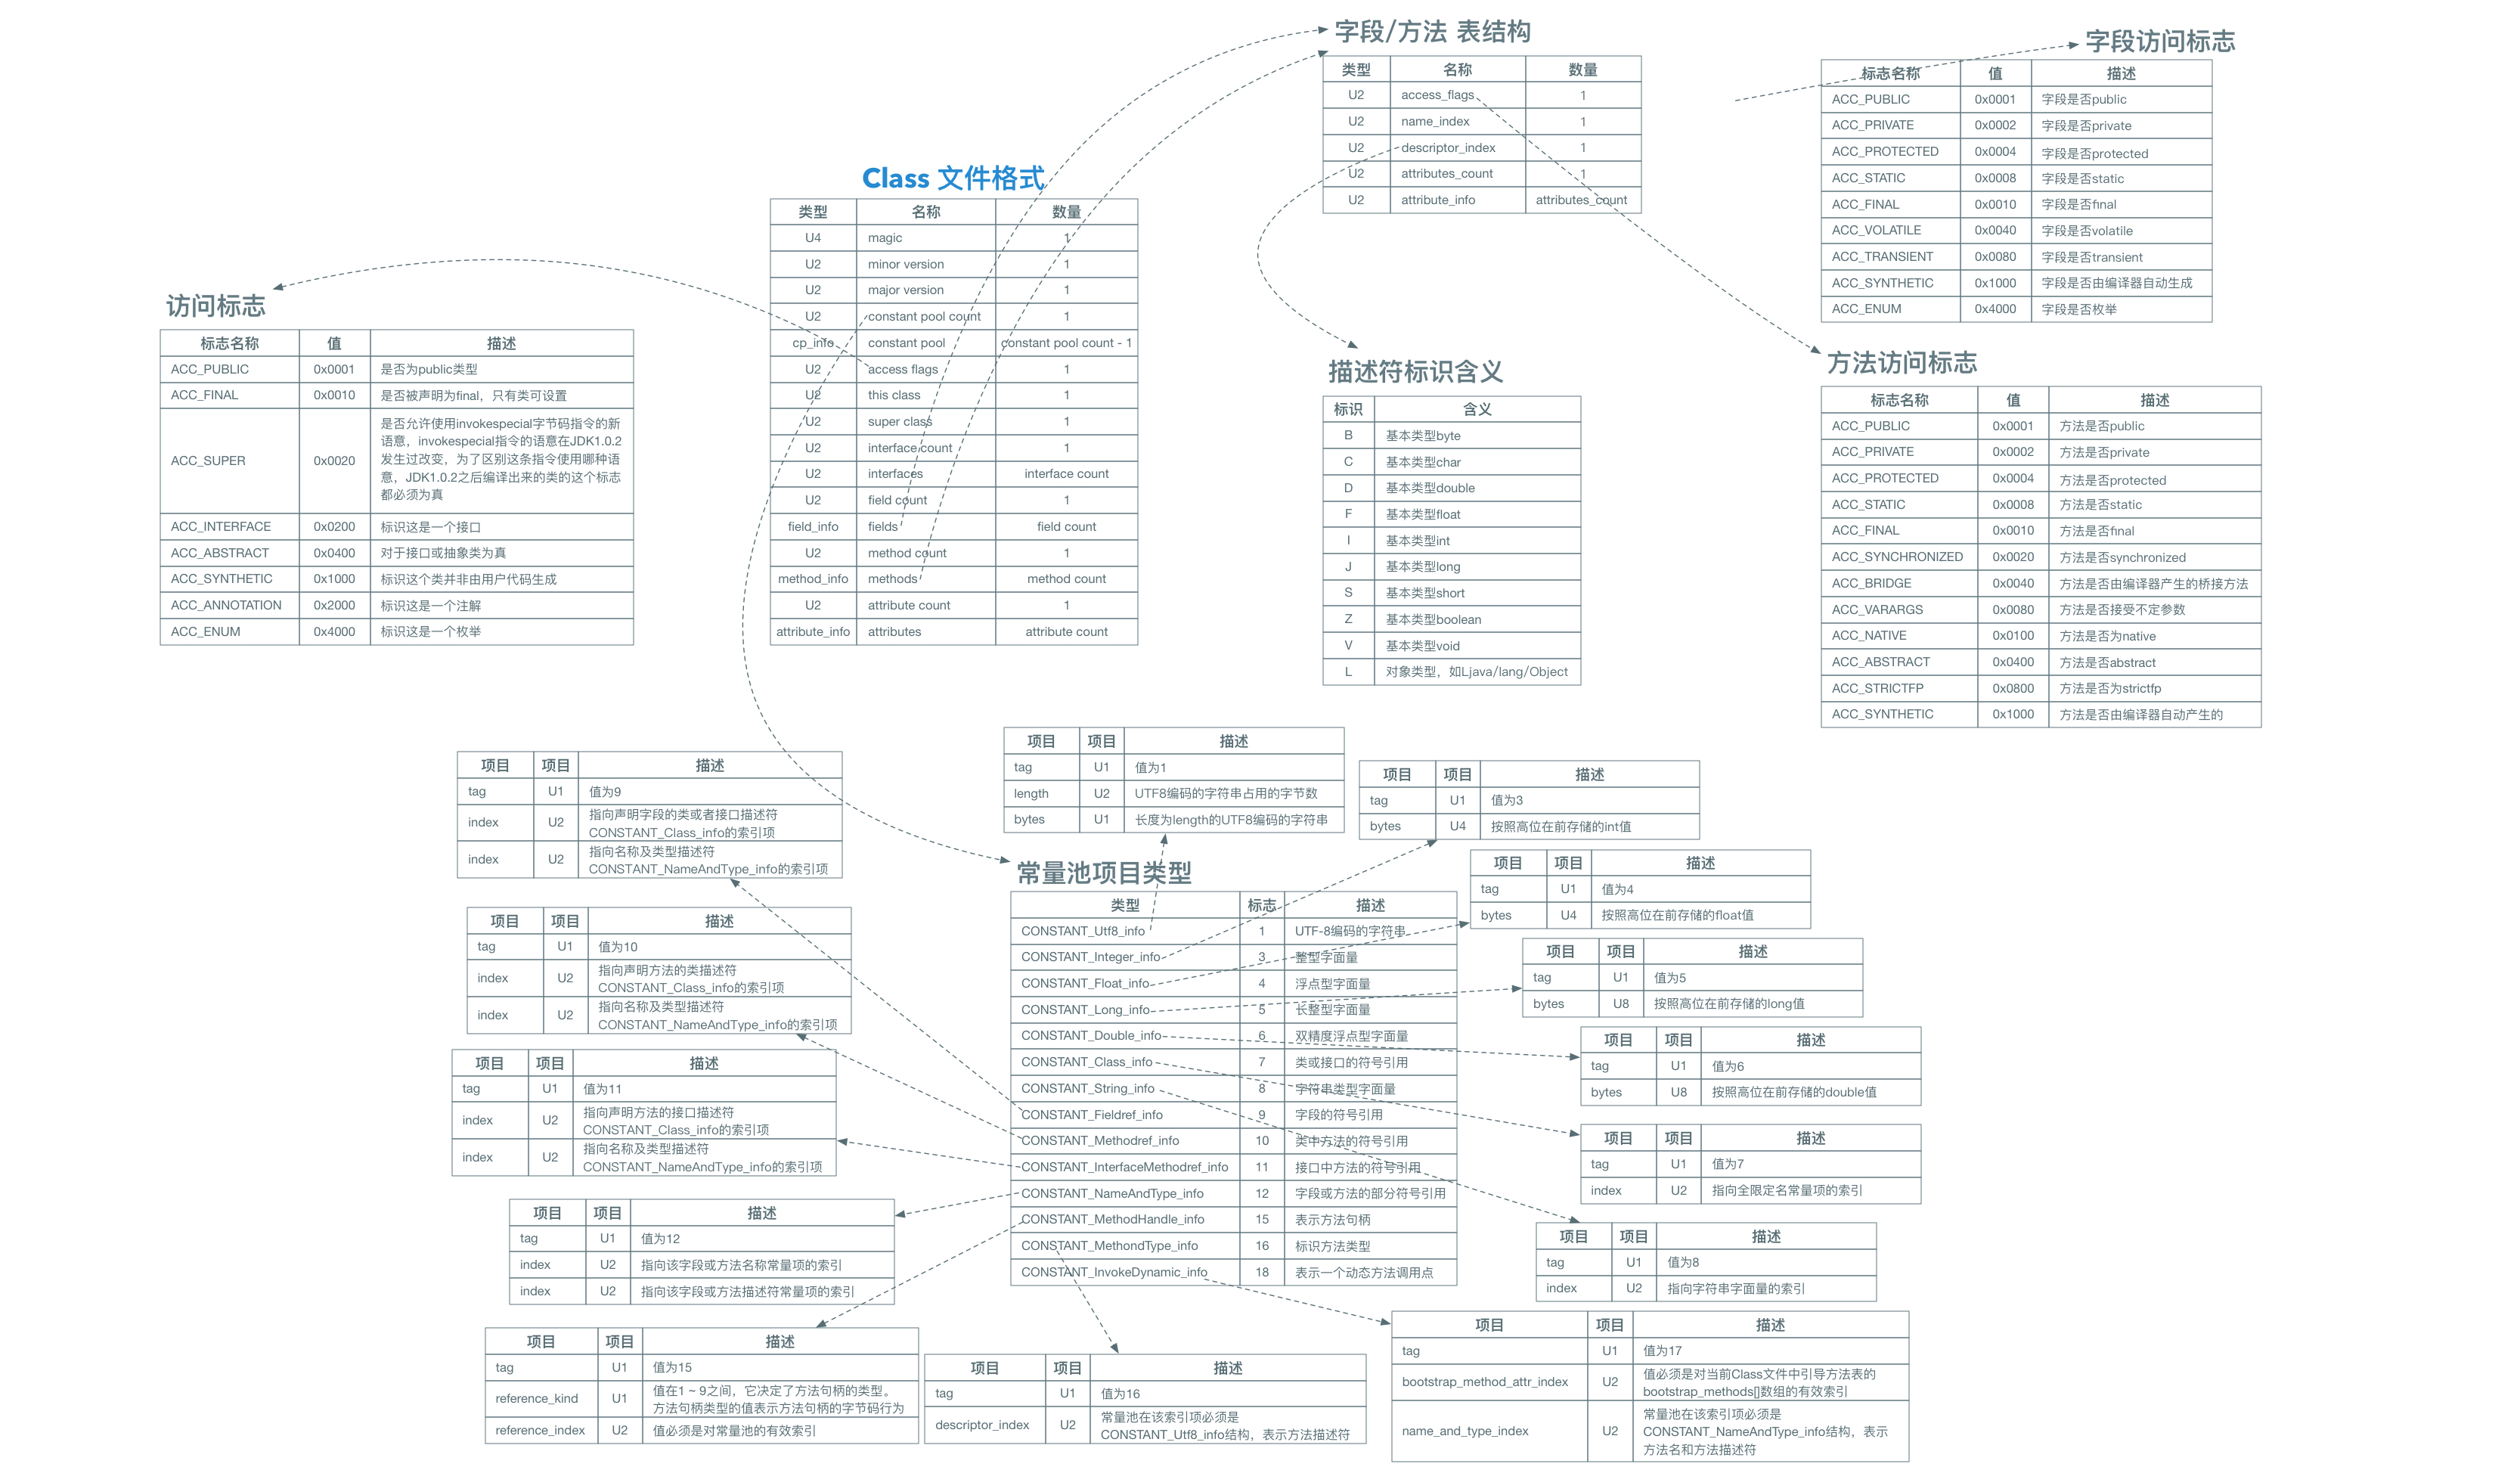 字段/方法 表结构
类型 名称 数量
U2 access_flags 1
U2 name_index 1
U2 descriptor_index 1
U2 attributes_count 1
U2 attribute_info attributes_count
字段访问标志
标志名称 值 描述
ACC_PUBLIC 0x0001 字段是否public
ACC_PRIVATE 0x0002 字段是否private
ACC_PROTECTED 0x0004 字段是否protected
ACC_STATIC 0x0008 字段是否static
ACC_FINAL 0x0010 字段是否final
ACC_VOLATILE 0x0040 字段是否volatile
ACC_TRANSIENT 0x0080 字段是否transient
ACC_SYNTHETIC 0x1000 字段是否由编译器自动生成
ACC_ENUM 0x4000 字段是否枚举
Class 文件格式
类型 名称 数量
U4 magic 1
U2 minor version 1
U2 major version 1
U2 constant pool count 1
cp_info constant pool constant pool count - 1
U2 access flags 1
U2 this class 1
U2 super class 1
U2 interface count 1
U2 interfaces interface count
U2 field count 1
field_info fields field count
U2 method count 1
method_info methods method count
U2 attribute count 1
attribute_info attributes attribute count
访问标志
标志名称 值 描述
ACC_PUBLIC 0x0001 是否为public类型
ACC_FINAL 0x0010 是否被声明为final，只有类可设置
ACC_SUPER 0x0020 是否允许使用invokespecial字节码指令的新
语意，invokespecial指令的语意在JDK1.0.2
发生过改变，为了区别这条指令使用哪种语
意，JDK1.0.2之后编译出来的类的这个标志
都必须为真
ACC_INTERFACE 0x0200 标识这是一个接口
ACC_ABSTRACT 0x0400 对于接口或抽象类为真
ACC_SYNTHETIC 0x1000 标识这个类并非由用户代码生成
ACC_ANNOTATION 0x2000 标识这是一个注解
ACC_ENUM 0x4000 标识这是一个枚举
描述符标识含义
标识 含义
B 基本类型byte
C 基本类型char
D 基本类型double
F 基本类型float
I 基本类型int
J 基本类型long
S 基本类型short
Z 基本类型boolean
V 基本类型void
L 对象类型，如Ljava/lang/Object
方法访问标志
标志名称 值 描述
ACC_PUBLIC 0x0001 方法是否public
ACC_PRIVATE 0x0002 方法是否private
ACC_PROTECTED 0x0004 方法是否protected
ACC_STATIC 0x0008 方法是否static
ACC_FINAL 0x0010 方法是否final
ACC_SYNCHRONIZED 0x0020 方法是否synchronized
ACC_BRIDGE 0x0040 方法是否由编译器产生的桥接方法
ACC_VARARGS 0x0080 方法是否接受不定参数
ACC_NATIVE 0x0100 方法是否为native
ACC_ABSTRACT 0x0400 方法是否abstract
ACC_STRICTFP 0x0800 方法是否为strictfp
ACC_SYNTHETIC 0x1000 方法是否由编译器自动产生的
项目 项目 描述
tag U1 值为9
index U2 指向声明字段的类或者接口描述符
CONSTANT_Class_info的索引项
index U2 指向名称及类型描述符
CONSTANT_NameAndType_info的索引项
项目 项目 描述
tag U1 值为10
index U2 指向声明方法的类描述符
CONSTANT_Class_info的索引项
index U2 指向名称及类型描述符
CONSTANT_NameAndType_info的索引项
项目 项目 描述
tag U1 值为11
index U2 指向声明方法的接口描述符
CONSTANT_Class_info的索引项
index U2 指向名称及类型描述符
CONSTANT_NameAndType_info的索引项
项目 项目 描述
tag U1 值为12
index U2 指向该字段或方法名称常量项的索引
index U2 指向该字段或方法描述符常量项的索引
项目 项目 描述
tag U1 值为15
reference_kind U1 值在1 ~ 9之间，它决定了方法句柄的类型。
方法句柄类型的值表示方法句柄的字节码行为
reference_index U2 值必须是对常量池的有效索引
项目 项目 描述
tag U1 值为1
length U2 UTF8编码的字符串占用的字节数
bytes U1 长度为length的UTF8编码的字符串
常量池项目类型
类型 标志 描述
CONSTANT_Utf8_info 1 UTF-8编码的字符串
CONSTANT_Integer_info 3 整型字面量
CONSTANT_Float_info 4 浮点型字面量
CONSTANT_Long_info 5 长整型字面量
CONSTANT_Double_info 6 双精度浮点型字面量
CONSTANT_Class_info 7 类或接口的符号引用
CONSTANT_String_info 8 字符串类型字面量
CONSTANT_Fieldref_info 9 字段的符号引用
CONSTANT_Methodref_info 10 类中方法的符号引用
CONSTANT_InterfaceMethodref_info 11 接口中方法的符号引用
CONSTANT_NameAndType_info 12 字段或方法的部分符号引用
CONSTANT_MethodHandle_info 15 表示方法句柄
CONSTANT_MethondType_info 16 标识方法类型
CONSTANT_InvokeDynamic_info 18 表示一个动态方法调用点
项目 项目 描述
tag U1 值为16
descriptor_index U2 常量池在该索引项必须是
CONSTANT_Utf8_info结构，表示方法描述符
项目 项目 描述
tag U1 值为3
bytes U4 按照高位在前存储的int值
项目 项目 描述
tag U1 值为4
bytes U4 按照高位在前存储的float值
项目 项目 描述
tag U1 值为5
bytes U8 按照高位在前存储的long值
项目 项目 描述
tag U1 值为6
bytes U8 按照高位在前存储的double值
项目 项目 描述
tag U1 值为7
index U2 指向全限定名常量项的索引
项目 项目 描述
tag U1 值为8
index U2 指向字符串字面量的索引
项目 项目 描述
tag U1 值为17
bootstrap_method_attr_index U2 值必须是对当前Class文件中引导方法表的
bootstrap_methods[]数组的有效索引
name_and_type_index U2 常量池在该索引项必须是
CONSTANT_NameAndType_info结构，表示
方法名和方法描述符